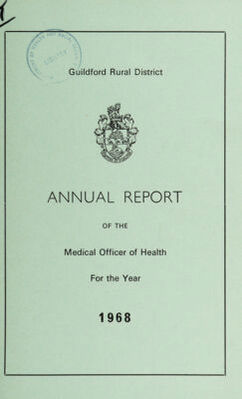 Guildford Rural District
ANNUAL REPORT
OF THE
Medical Officer of Health
For the Year
1968